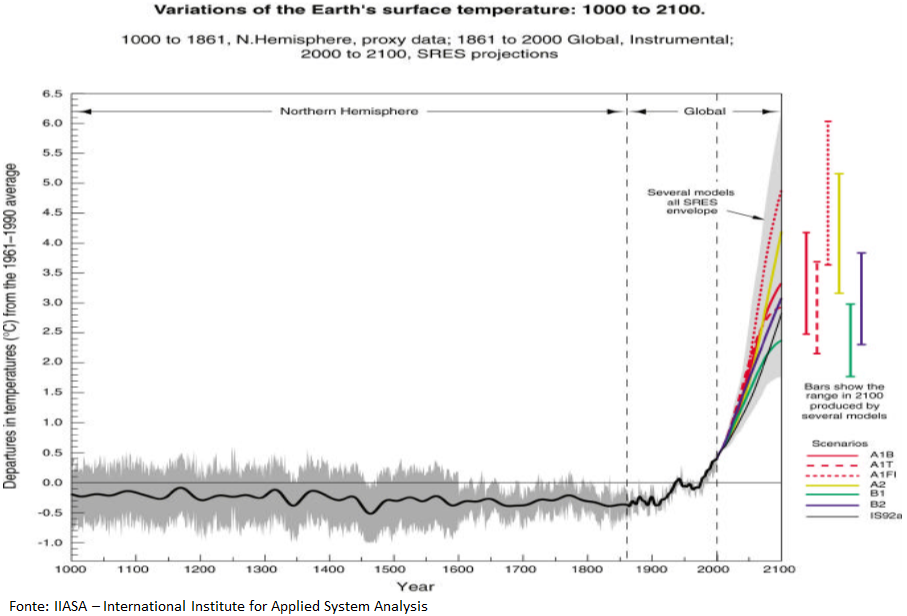 Variations of the Earth's surface temperature: 1000 to 2100.
1000 to 1861, N.Hemisphere, proxy data; 1861 to 2000 Global, Instrumental;
2000 to 2100, SRES projections
Departures in temperatures (°C) from the 1961–1990 average
6.5
6.0
5.5
5.0
4.5
4.0
3.5
3.0
2.5
2.0
1.5
1.0
0.5
0.0
-0.5
-1.0
Northern Hemisphere
Global
Several models
all SRES
envelope
Bars show the
range in 2100
produced by
several models
Scenarios
A1B
A1T
A1FI
A2
B1
B2
IS92a
1000 1100 1200 1300 1400 1500 1600 1700 1800 1900 2000 2100
Year
Fonte: IIASA – International Institute for Applied System Analysis